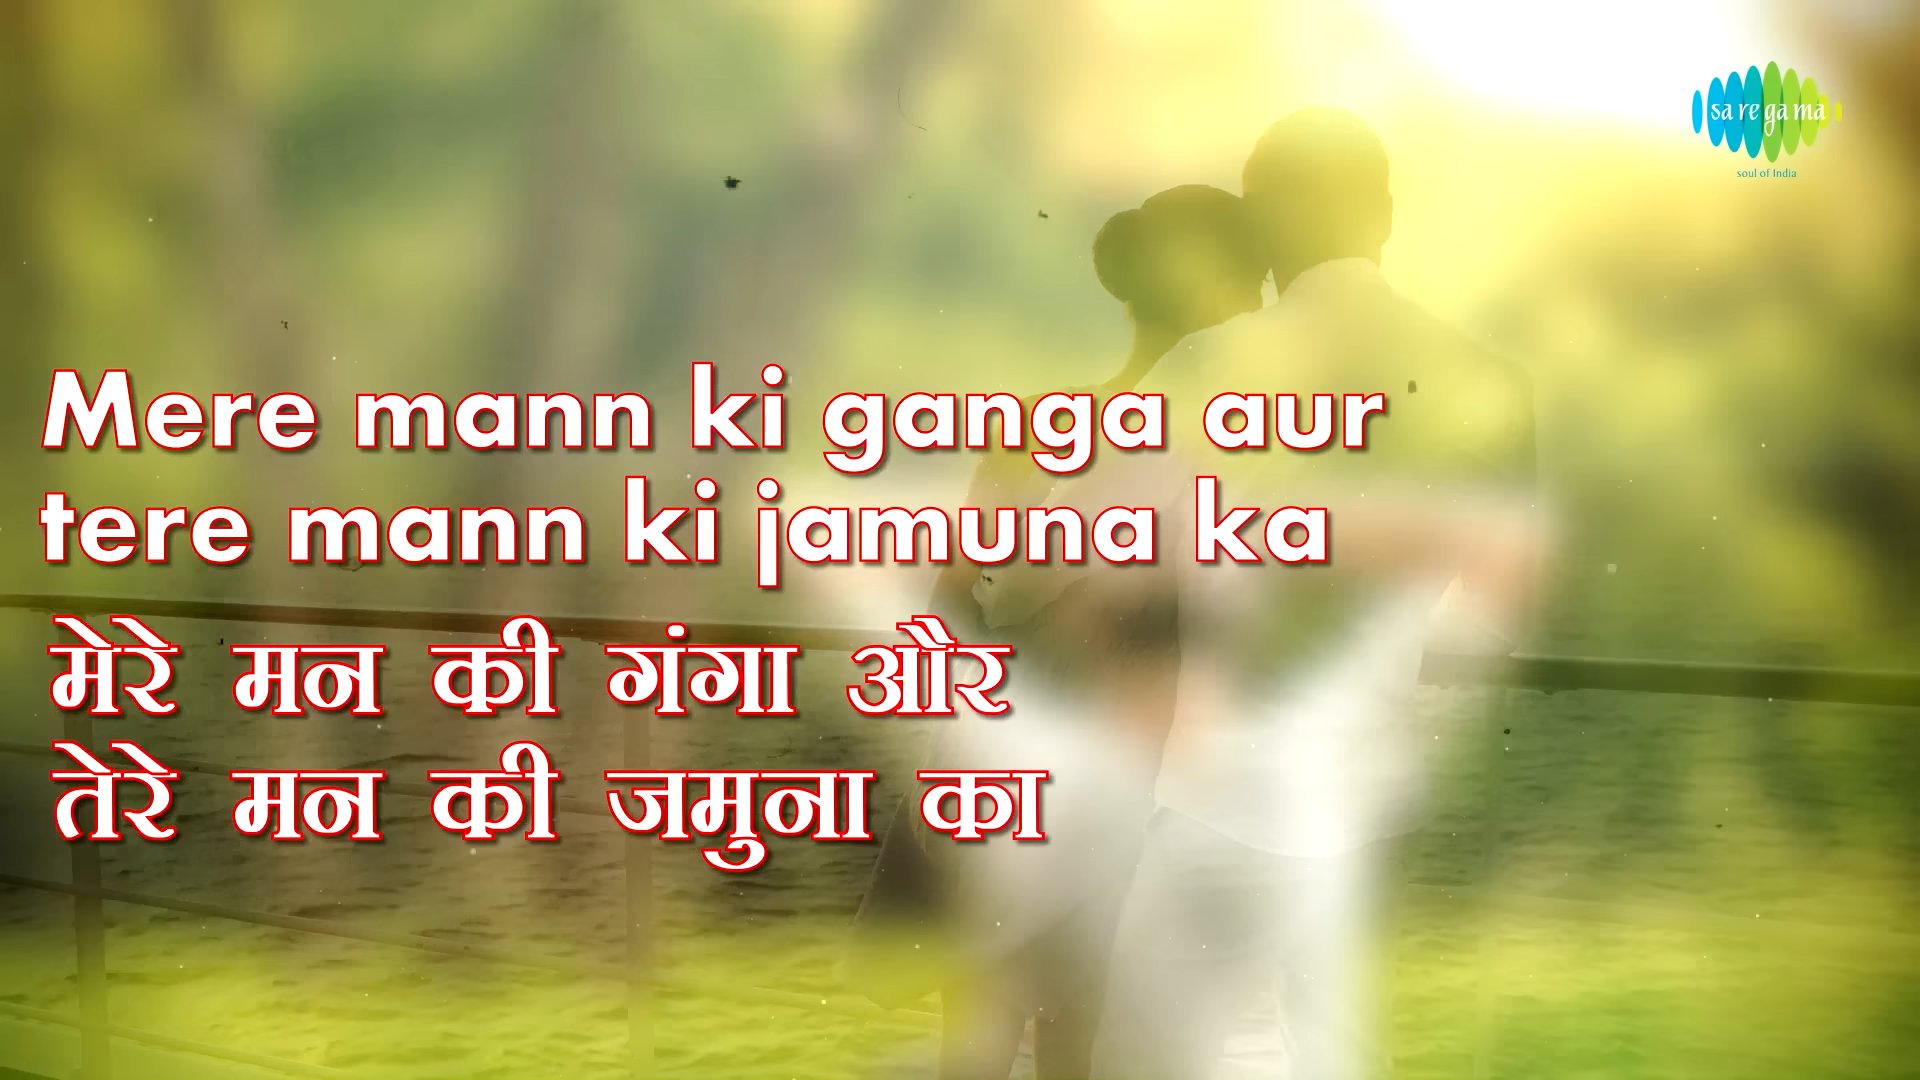 sa re ga ma
soul of India
Mere mann ki ganga aur
tere mann ki jamuna ka
मेरे मन की गंगा और
तेरे मन की जमुना का